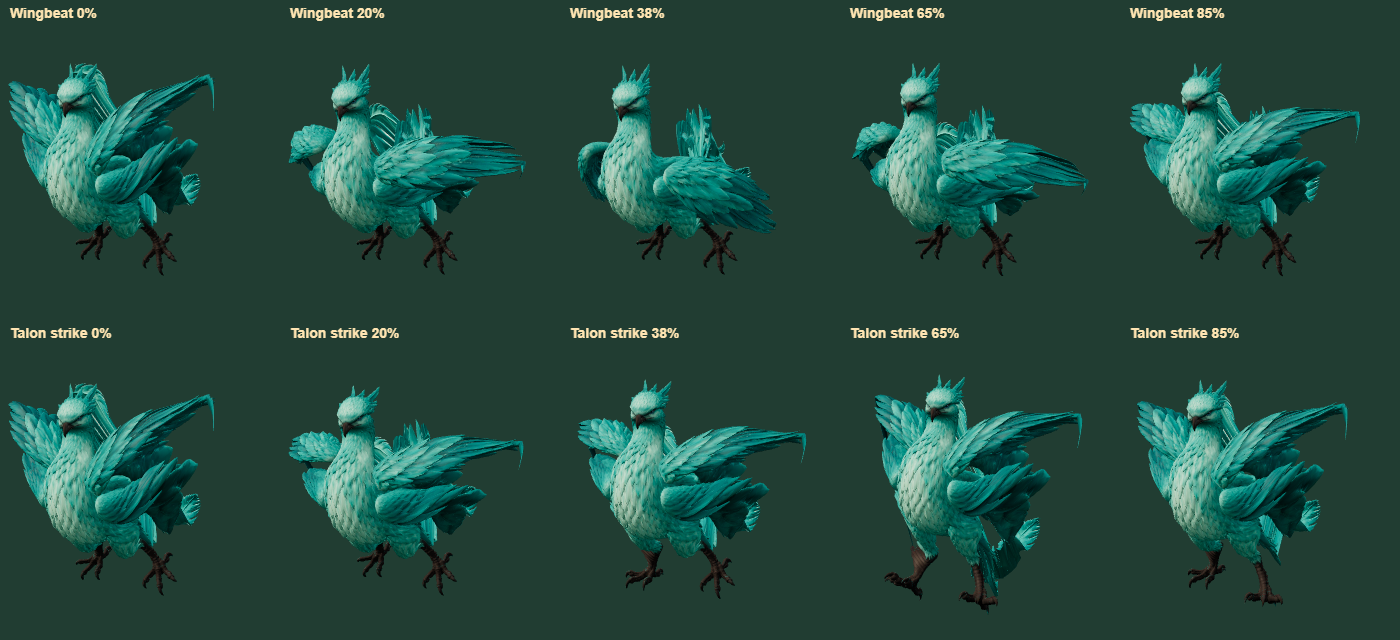 Wingbeat 0%
Wingbeat 20%
Wingbeat 38%
Wingbeat 65%
Wingbeat 85%
Talon strike 0%
Talon strike 20%
Talon strike 38%
Talon strike 65%
Talon strike 85%